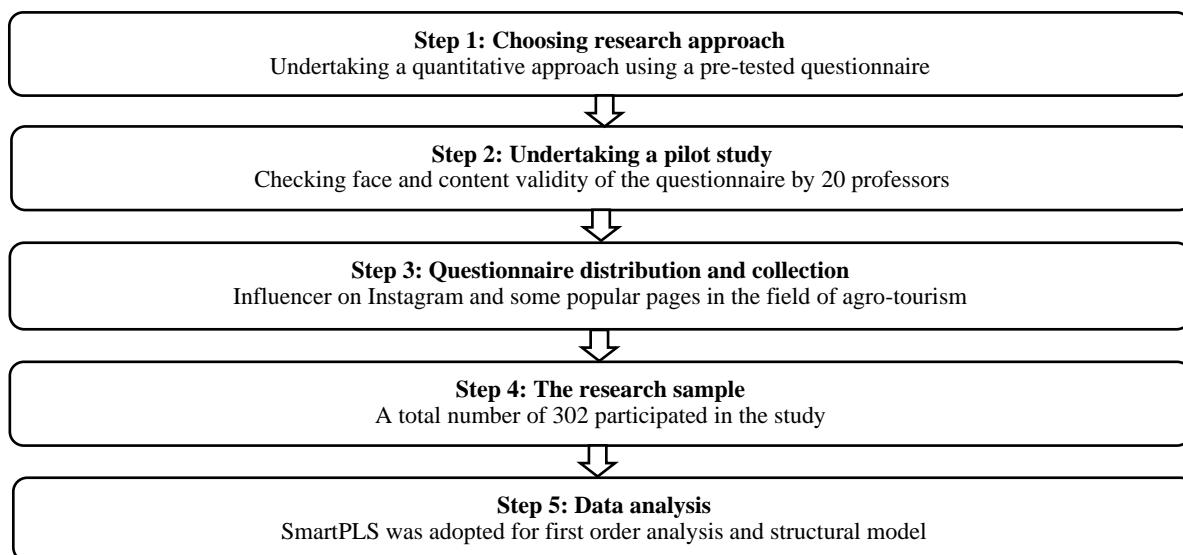 Step 1: Choosing research approach
Undertaking a quantitative approach using a pre-tested questionnaire
Step 2: Undertaking a pilot study
Checking face and content validity of the questionnaire by 20 professors
Step 3: Questionnaire distribution and collection
Influencer on Instagram and some popular pages in the field of agro-tourism
Step 4: The research sample
A total number of 302 participated in the study
Step 5: Data analysis
SmartPLS was adopted for first order analysis and structural model